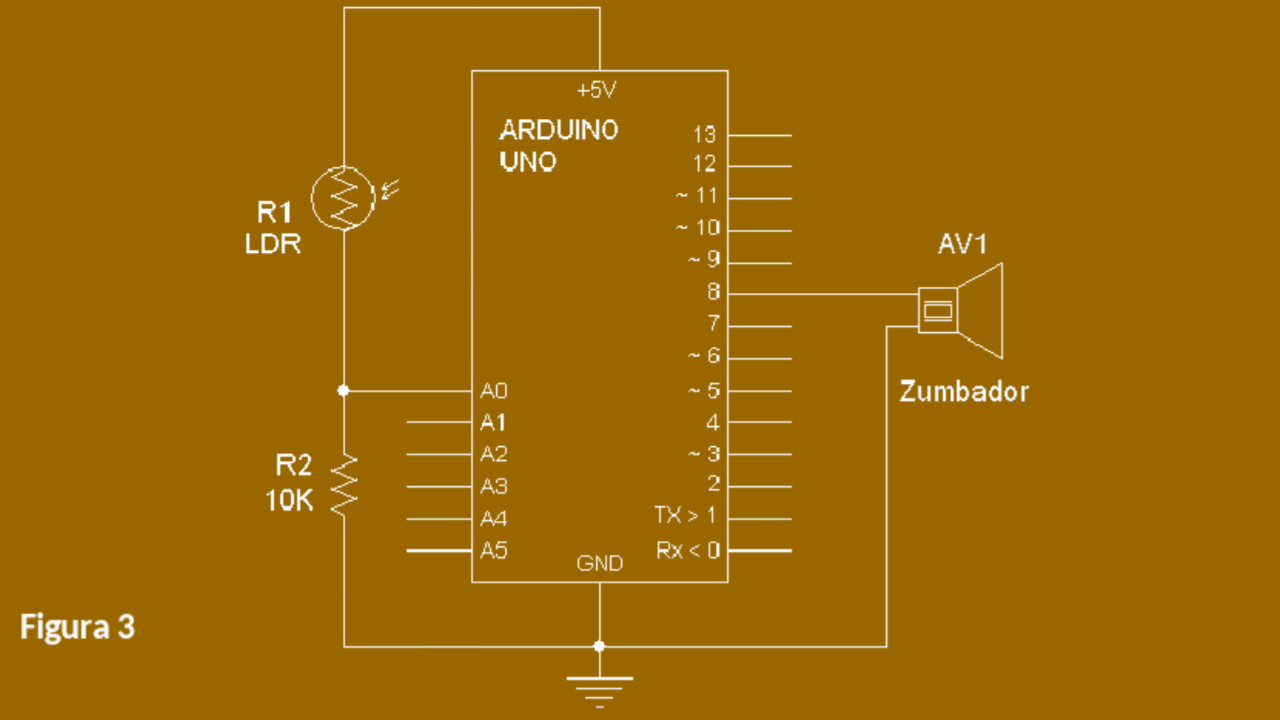 +5V
ARDUINO
UNO
13
12
~ 11
~ 10
~ 9
8
7
~ 6
~ 5
4
~ 3
2
TX > 1
Rx < 0
A0
A1
A2
A3
A4
A5
GND
R1
LDR
R2
10K
AV1
Zumbador
Figura 3